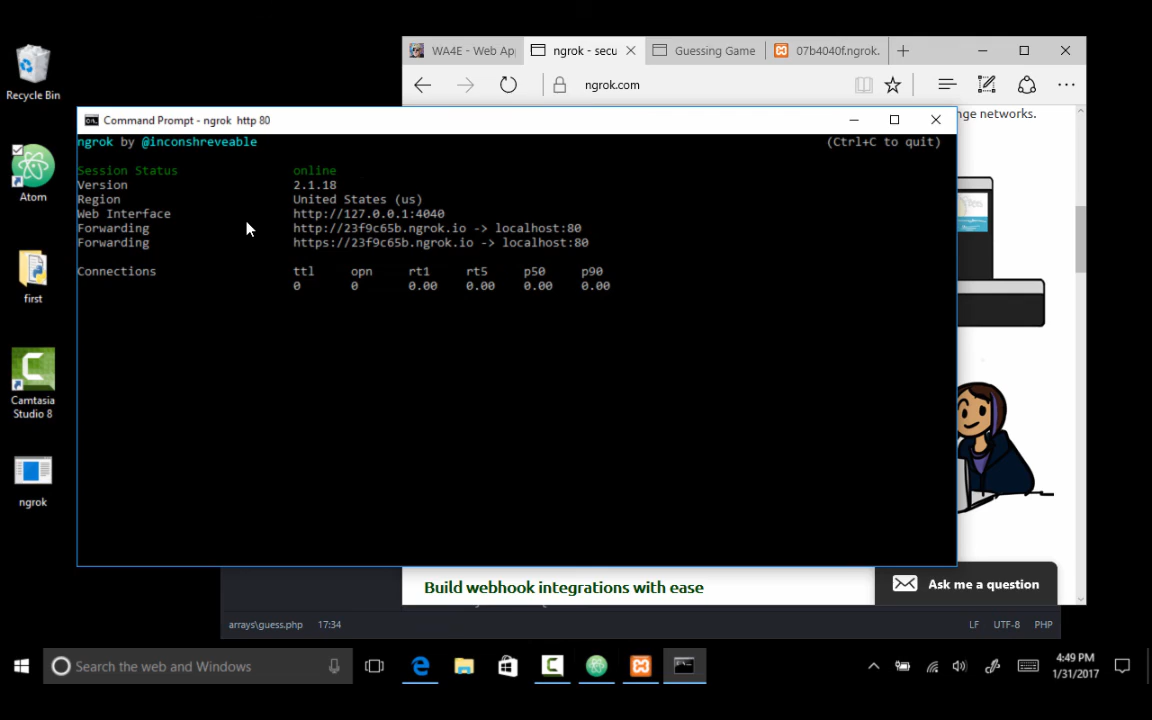 Recycle Bin
Atom
first
Camtasia
Studio 8
ngrok
WA4E - Web Ap
ngrok - secu
Guessing Game
07b4040f.ngrok.
ngrok.com
nge networks.
Command Prompt - ngrok  http 80
ngrok by @inconshreveable (Ctrl+C to quit)
Session Status online
Version 2.1.18
Region United States (us)
Web Interface http://127.0.0.1:4040
Forwarding http://23f9c65b.ngrok.io -> localhost:80
Forwarding https://23f9c65b.ngrok.io -> localhost:80
Connections ttl opn rt1 rt5 p50 p90
0 0 0.00 0.00 0.00 0.00
Build webhook integrations with ease
Ask me a question
arrays\guess.php 17:34 LF UTF-8 PHP
Search the web and Windows
4:49 PM
1/31/2017